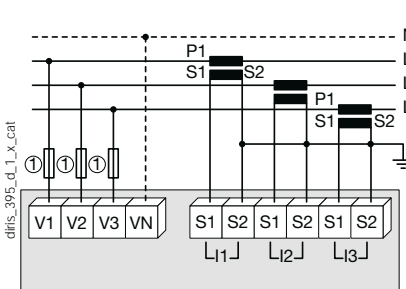 P1
S1 S2
P1
S1 S2
① ① ①
V1 V2 V3 VN S1 S2 S1 S2 S1 S2
I1 I2 I3
diris_395_d_1_x_cat